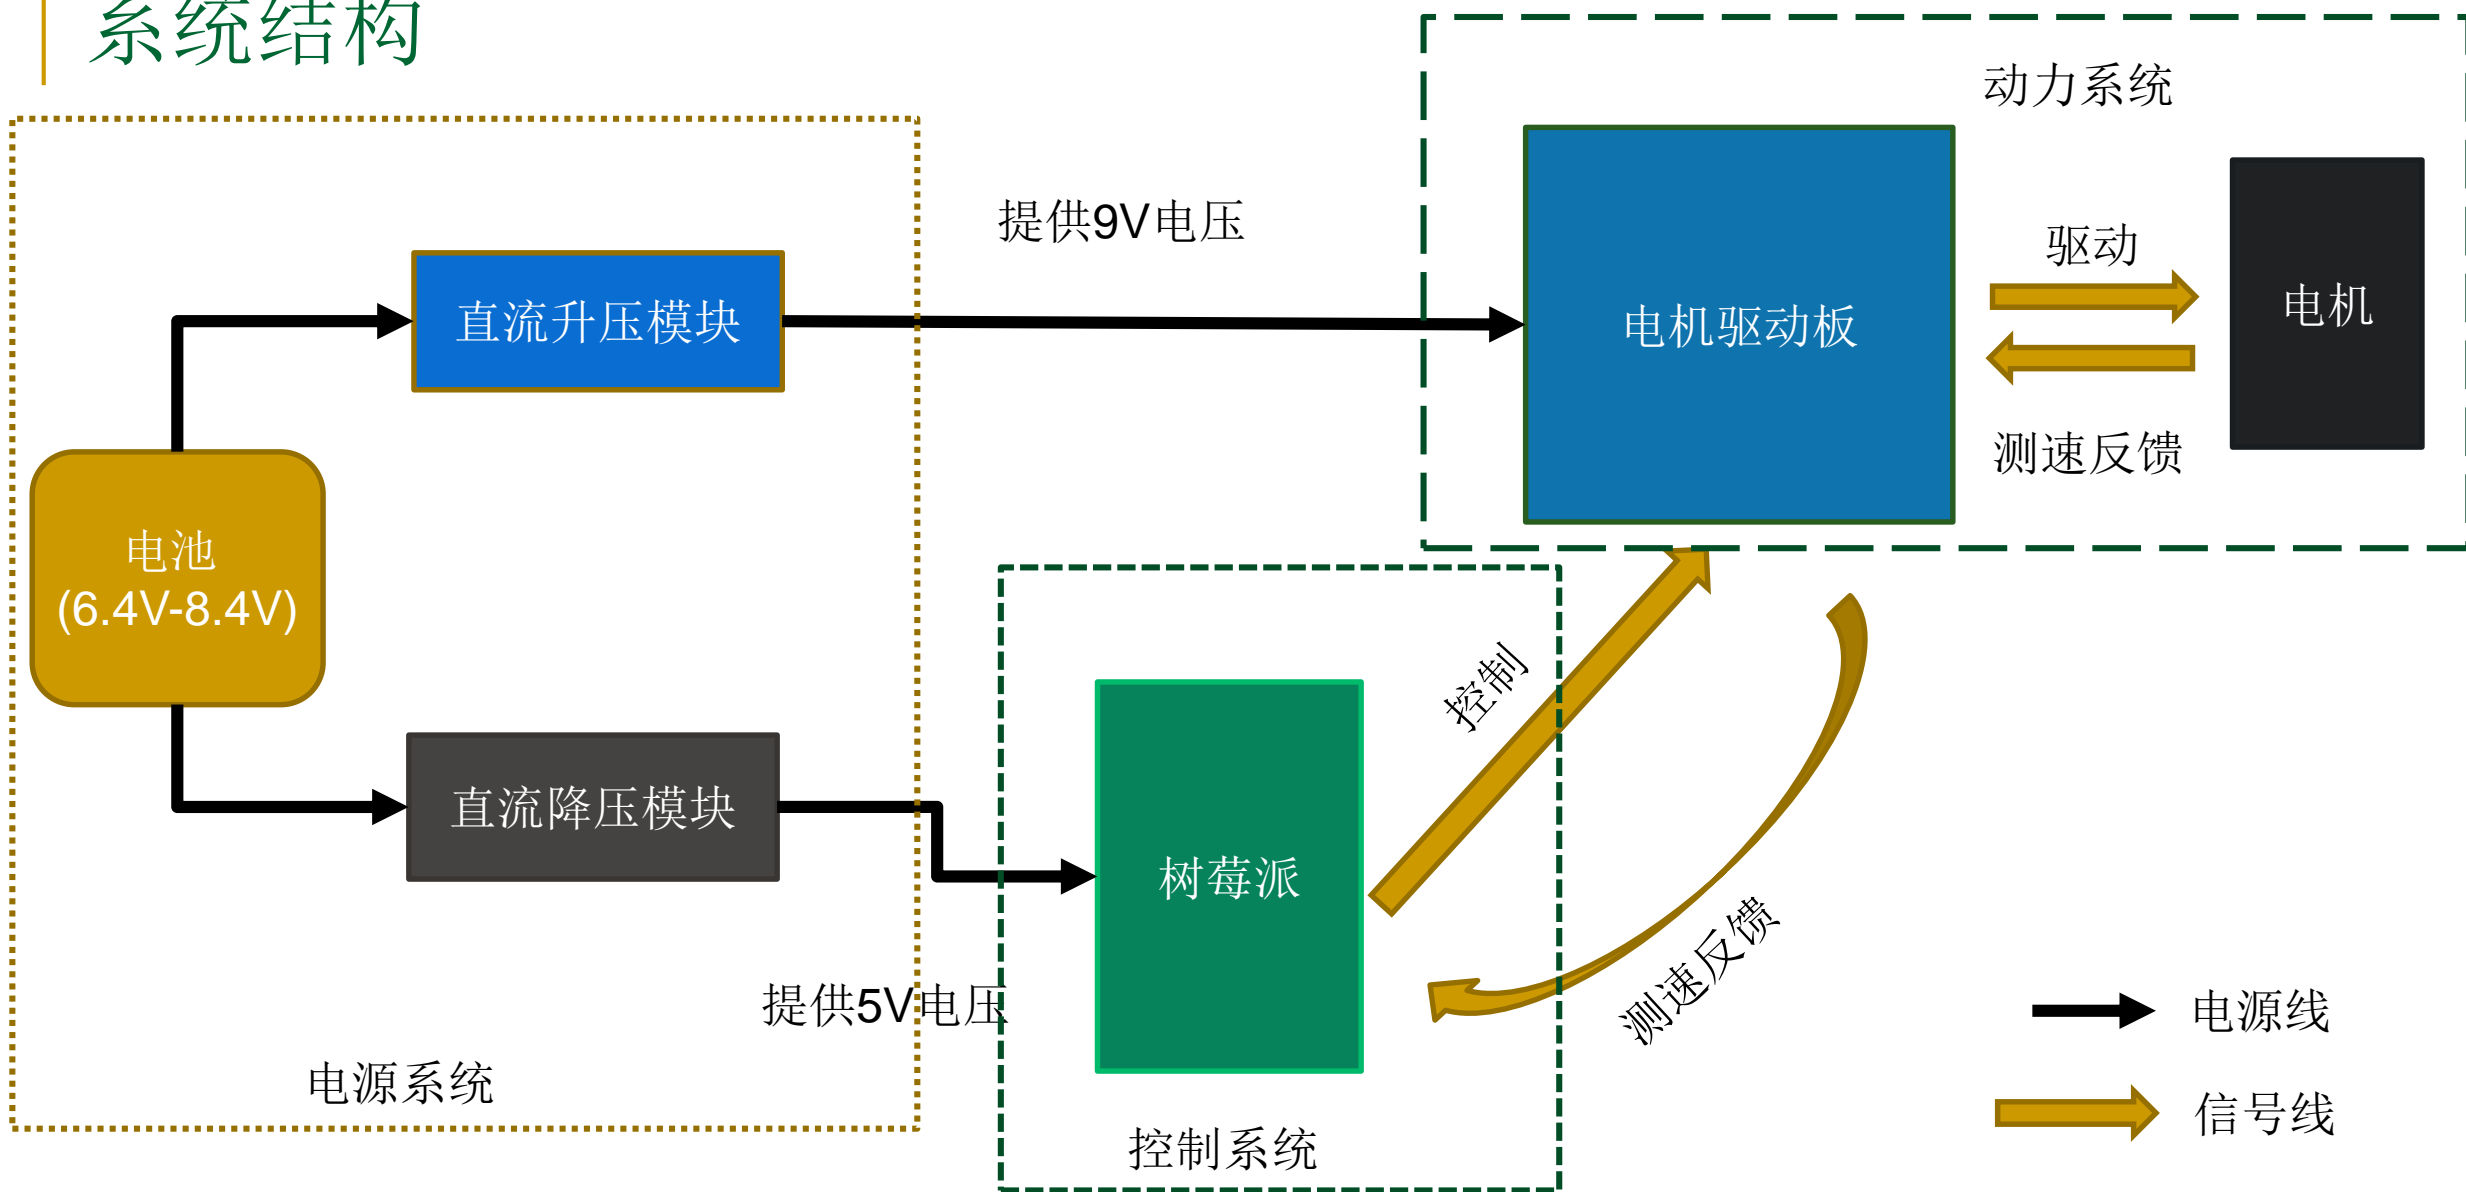 系统结构
动力系统
提供9V电压
驱动
直流升压模块
电机驱动板
电机
测速反馈
电池
(6.4V-8.4V)
控制
直流降压模块
树莓派
测速反馈
提供5V电压
电源线
电源系统
信号线
控制系统